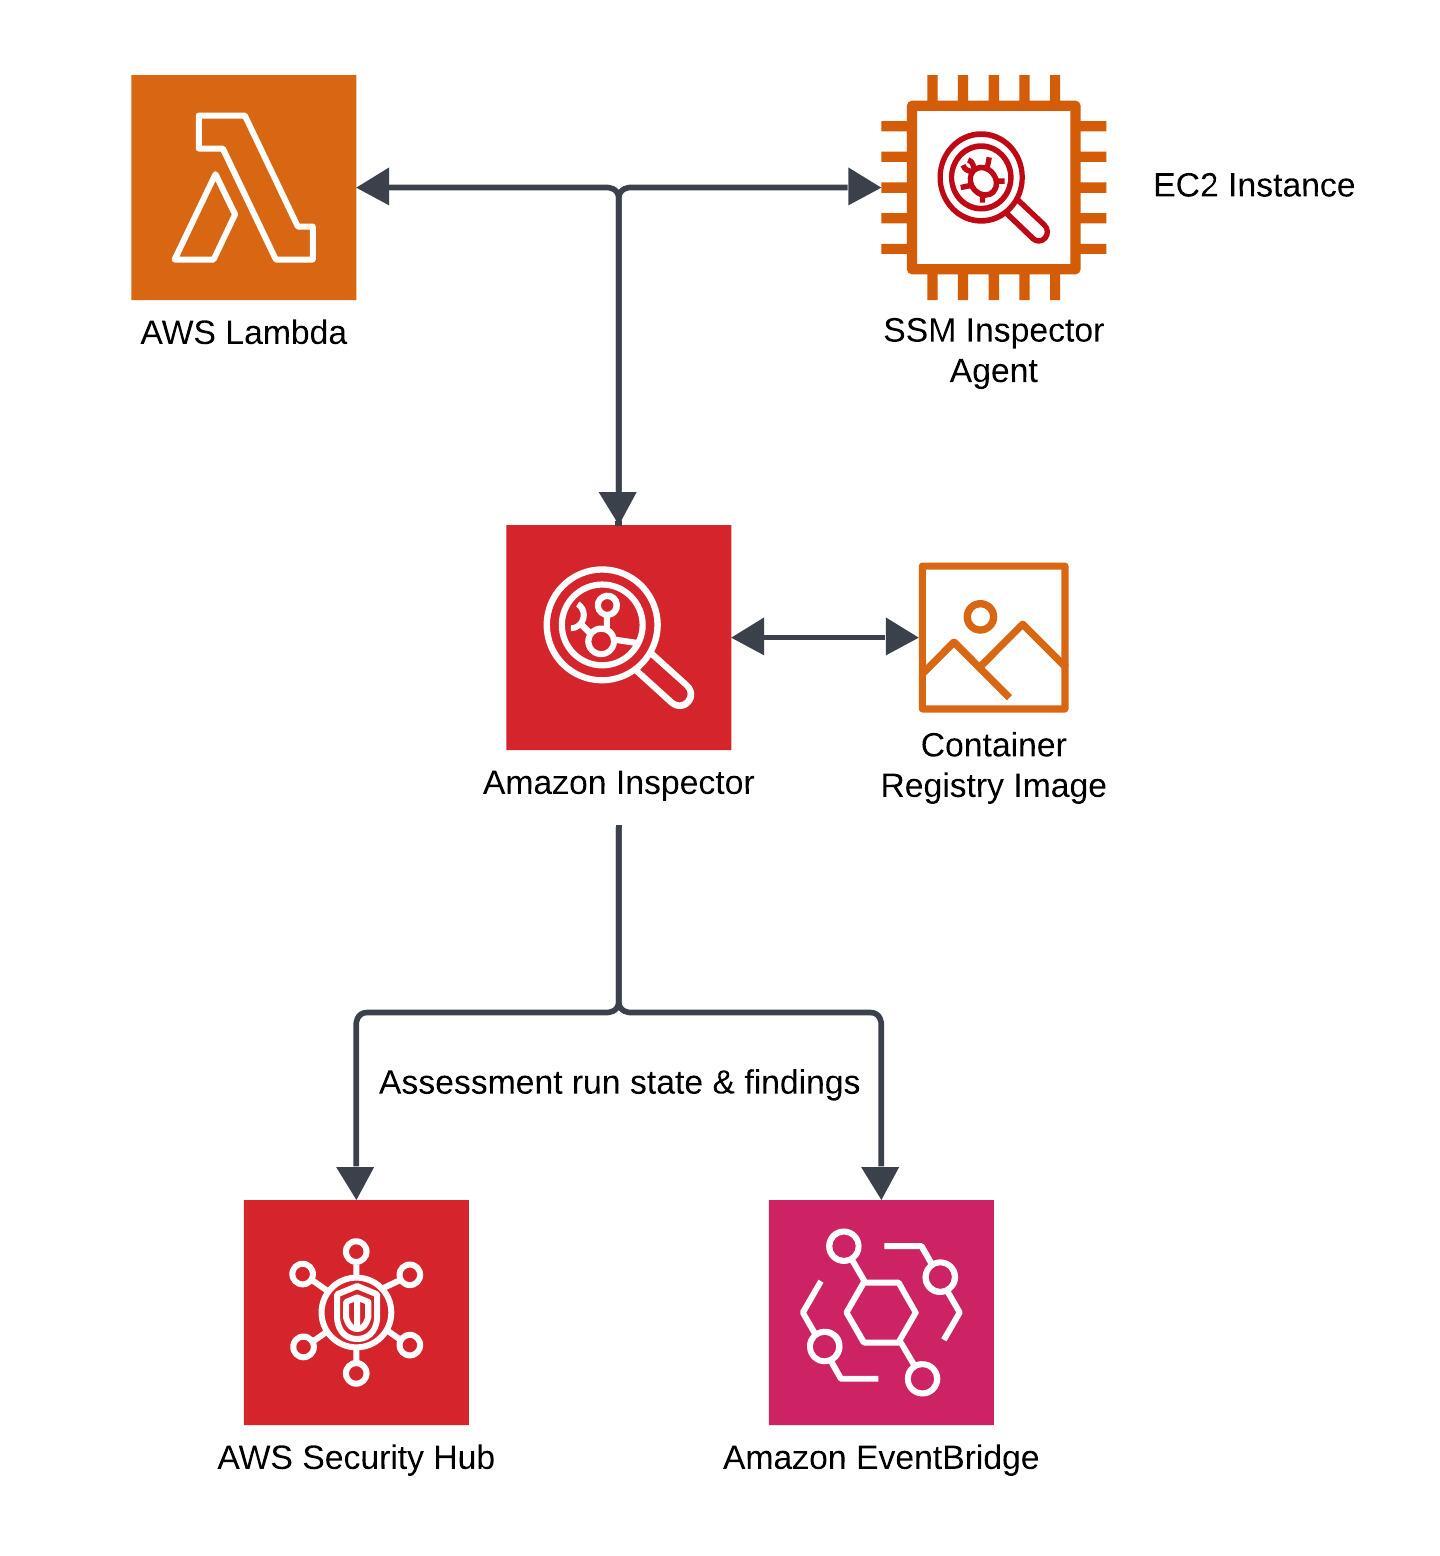 EC2 Instance
AWS Lambda
SSM Inspector
Agent
Amazon Inspector
Container
Registry Image
Assessment run state & findings
AWS Security Hub
Amazon EventBridge